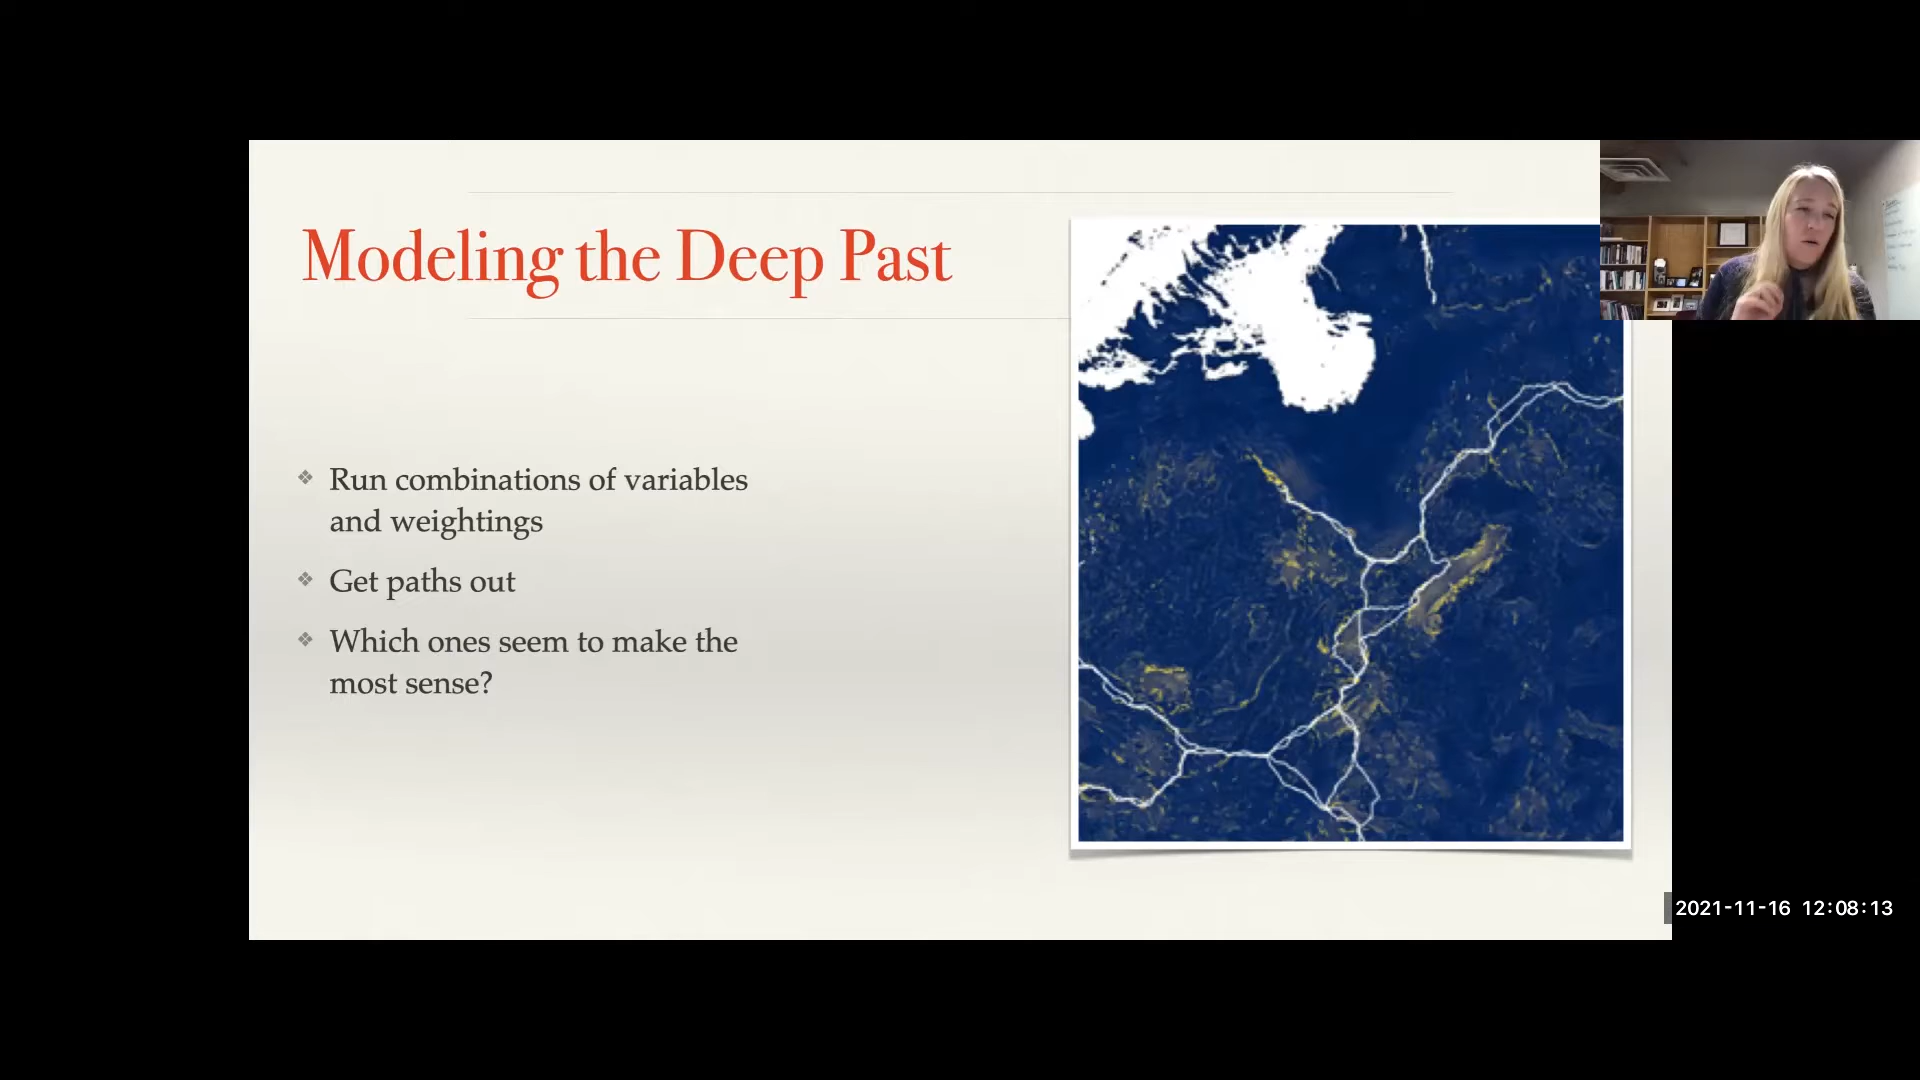 Modeling the Deep Past
❖ Run combinations of variables
and weightings
❖ Get paths out
❖ Which ones seem to make the
most sense?
2021-11-16 12:08:13